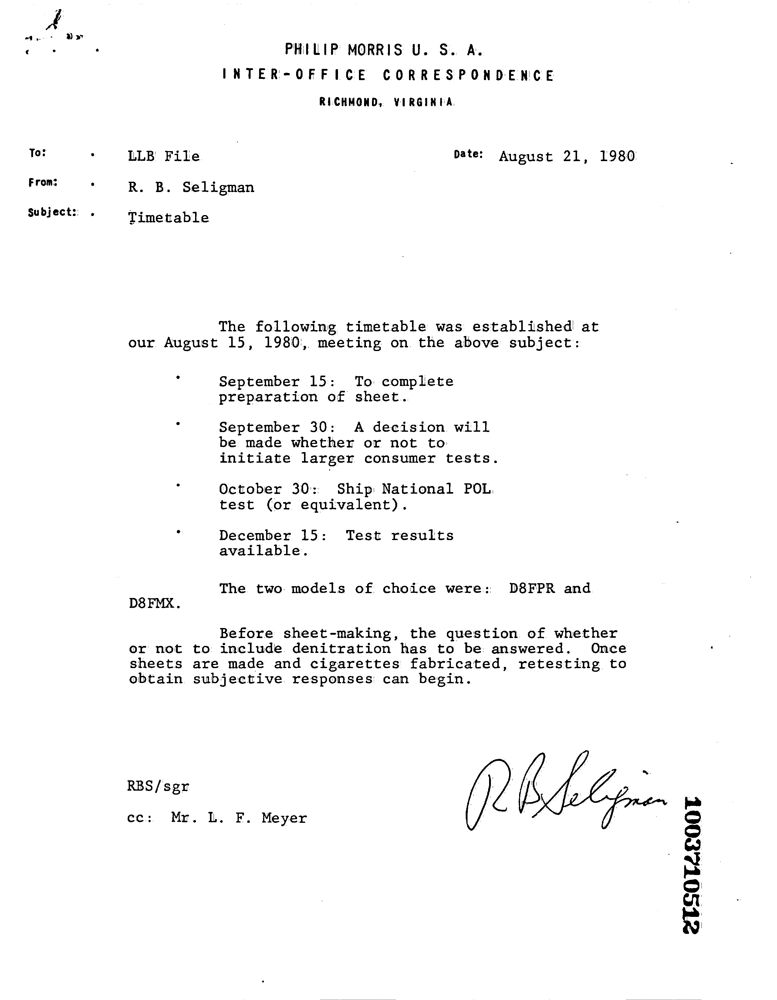 PHILIP MORRIS U. S. A.
INTER-OFFICE CORRESPONDENCE
RICHMOND, VIRGINIA
To: . LLB File Date: August 21, 1980
From: . R. B. Seligman
Subject: . Timetable
The following timetable was established at
our August 15, 1980, meeting on the above subject:
· September 15: To complete
preparation of sheet.
· September 30: A decision will
be made whether or not to
initiate larger consumer tests.
· October 30: Ship National POL
test (or equivalent).
· December 15: Test results
available.
The two models of choice were: D8FPR and
D8FMX.
Before sheet-making, the question of whether
or not to include denitration has to be answered. Once
sheets are made and cigarettes fabricated, retesting to
obtain subjective responses can begin.
RBS/sgr
R B Seligman
cc: Mr. L. F. Meyer
1003710512